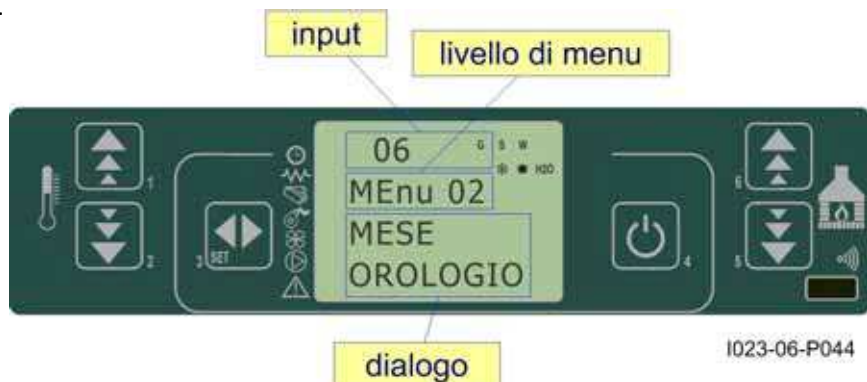 input
livello di menu
06 G S W
H2O
MEnu 02
MESE
OROLOGIO
1
2
3 SET
4
5
6
dialogo
I023-06-P044